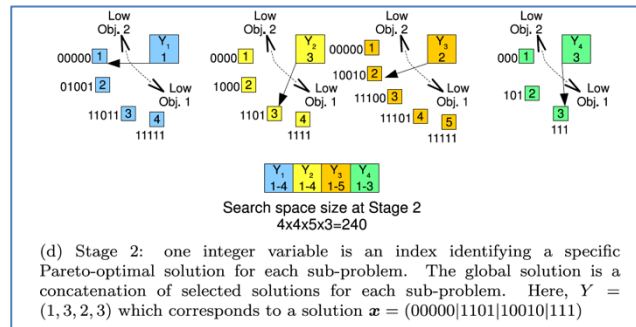 Low
Obj. 2
Y1
1
00000 1
01001 2
11011 3
4
11111
Low
Obj. 1
Low
Obj. 2
Y2
3
0000 1
1000 2
1101 3
4
1111
Low
Obj. 1
Low
Obj. 2
Y3
2
00000 1
10010 2
11100 3
11101 4
5
11111
Low
Obj. 1
Low
Obj. 2
Y4
3
000 1
101 2
3
111
Low
Obj. 1
Y1 Y2 Y3 Y4
1-4 1-4 1-5 1-3
Search space size at Stage 2
4x4x5x3=240
(d) Stage 2: one integer variable is an index identifying a specific
Pareto-optimal solution for each sub-problem. The global solution is a
concatenation of selected solutions for each sub-problem. Here, Y =
(1, 3, 2, 3) which corresponds to a solution x = (00000|1101|10010|111)